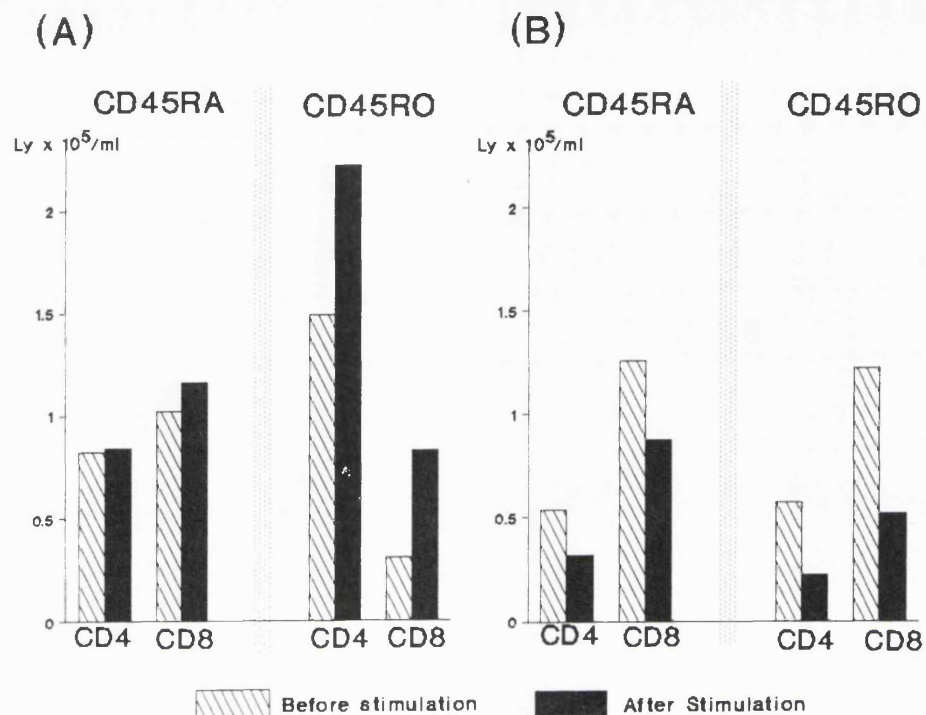 (A)
(B)
CD45RA
CD45RO
CD45RA
CD45RO
Ly x 10⁵/ml
2
1.5
1
0.5
0
CD4
CD8
CD4
CD8
Ly x 10⁵/ml
2
1.5
1
0.5
0
CD4
CD8
CD4
CD8
Before stimulation
After Stimulation